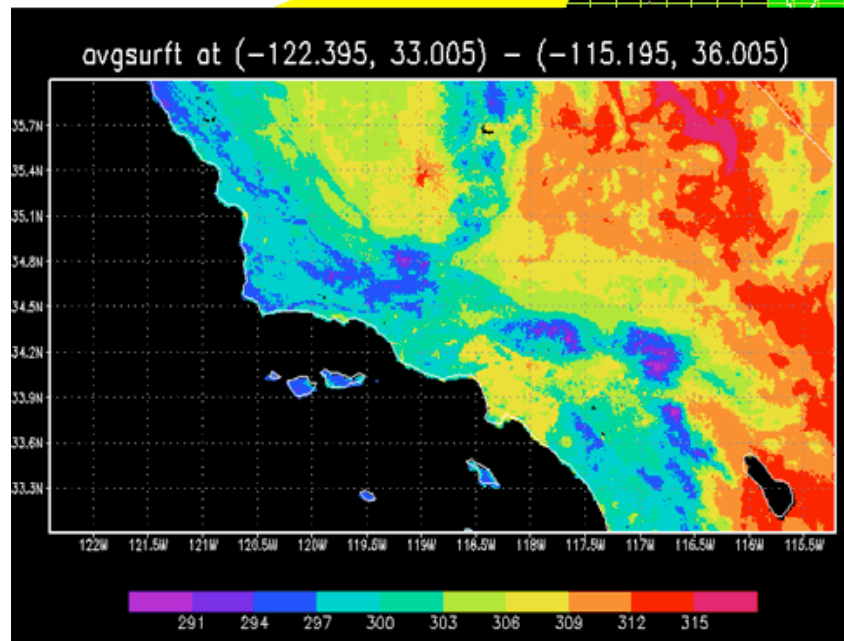 avgsurft at (-122.395, 33.005) - (-115.195, 36.005)
35.7N
35.4N
35.1N
34.8N
34.5N
34.2N
33.9N
33.6N
33.3N
122W 121.5W 121W 120.5W 120W 119.5W 119W 118.5W 118W 117.5W 117W 116.5W 116W 115.5W
291 294 297 300 303 306 309 312 315